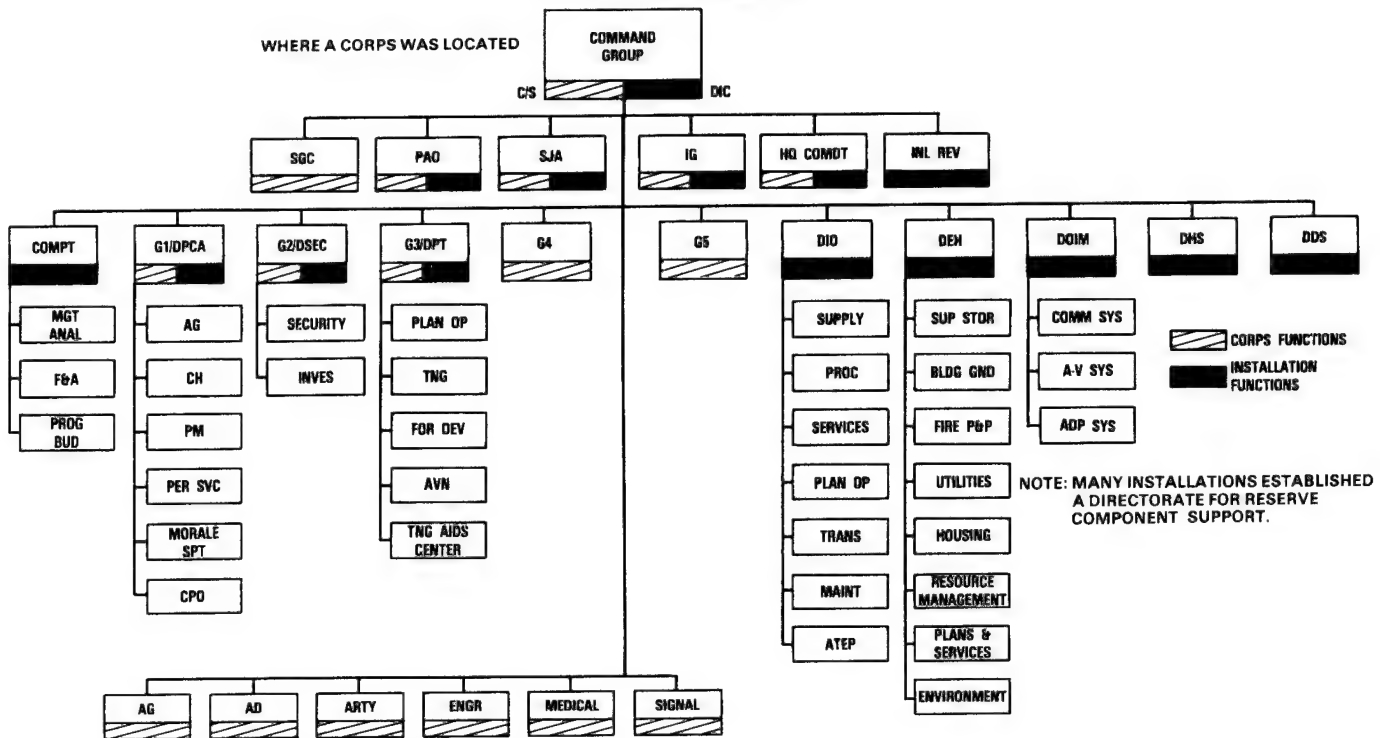 WHERE A CORPS WAS LOCATED
COMMAND
GROUP
C/S
DIC
SGC
PAO
SJA
IG
HQ COMDT
INL REV
COMPT
G1/DPCA
G2/DSEC
G3/DPT
G4
G5
DIO
DEH
DOIM
DHS
DDS
MGT
ANAL
F&A
PROG
BUD
AG
CH
PM
PER SVC
MORALE
SPT
CPO
SECURITY
INVES
PLAN OP
TNG
FOR DEV
AVN
TNG AIDS
CENTER
SUPPLY
PROC
SERVICES
PLAN OP
TRANS
MAINT
ATEP
SUP STOR
BLDG GND
FIRE P&P
UTILITIES
HOUSING
RESOURCE
MANAGEMENT
PLANS &
SERVICES
ENVIRONMENT
COMM SYS
A-V SYS
ADP SYS
CORPS FUNCTIONS
INSTALLATION
FUNCTIONS
NOTE: MANY INSTALLATIONS ESTABLISHED
A DIRECTORATE FOR RESERVE
COMPONENT SUPPORT.
AG
AD
ARTY
ENGR
MEDICAL
SIGNAL